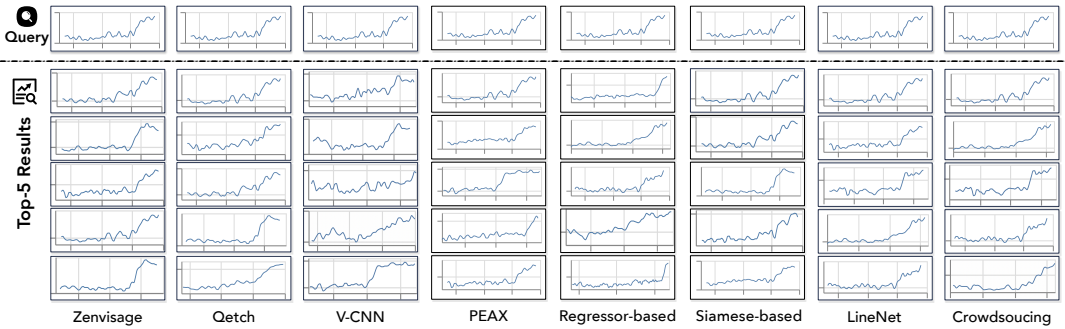 Query
Top-5 Results
Zenvisage
Qetch
V-CNN
PEAX
Regressor-based
Siamese-based
LineNet
Crowdsoucing